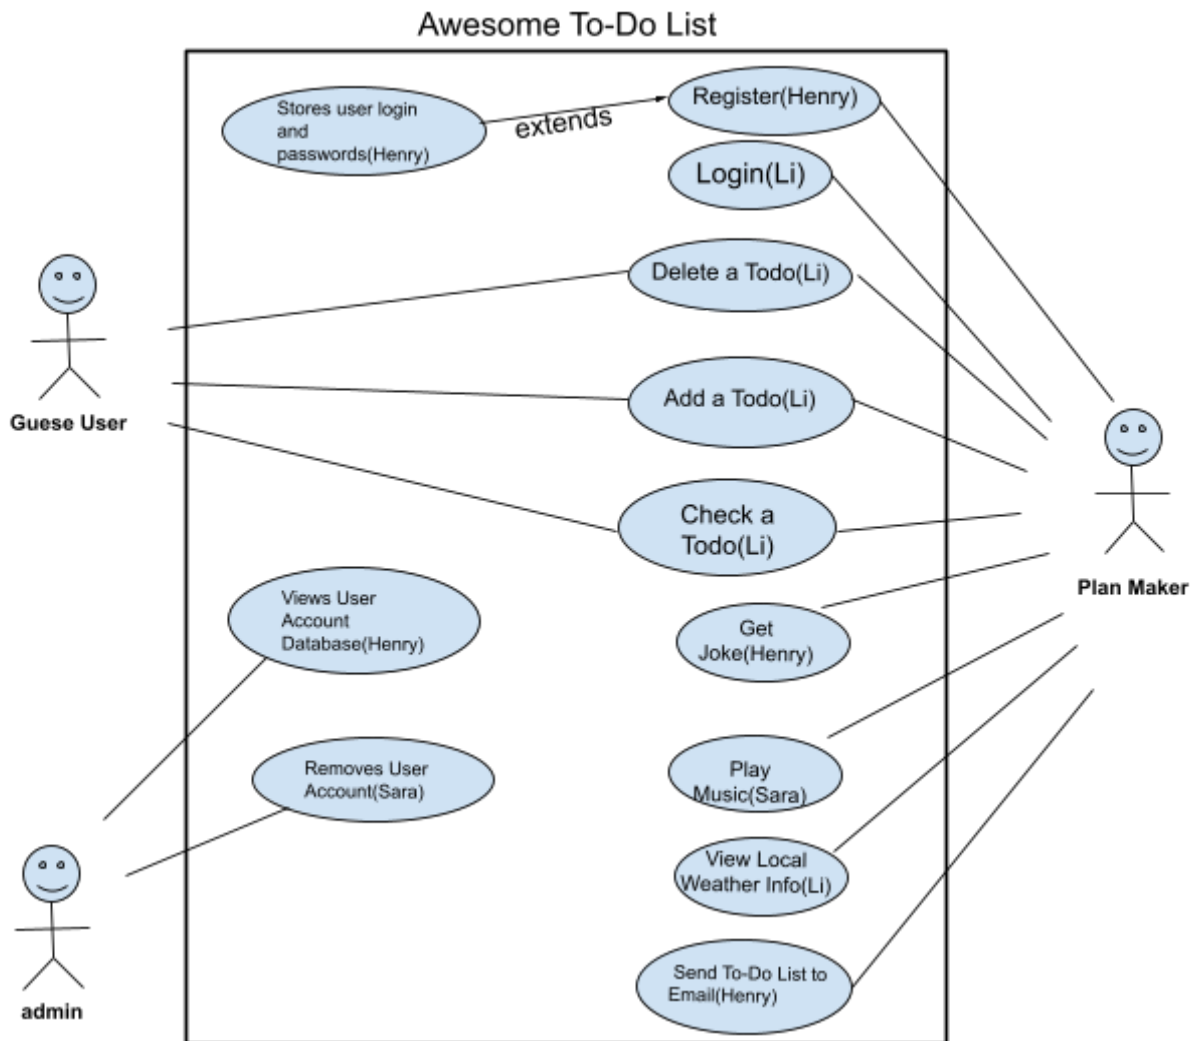 Awesome To-Do List
Stores user login
and
passwords(Henry)
extends
Register(Henry)
Login(Li)
Delete a Todo(Li)
Guese User
Add a Todo(Li)
Check a
Todo(Li)
Plan Maker
Views User
Account
Database(Henry)
Get
Joke(Henry)
Removes User
Account(Sara)
Play
Music(Sara)
View Local
Weather Info(Li)
admin
Send To-Do List to
Email(Henry)